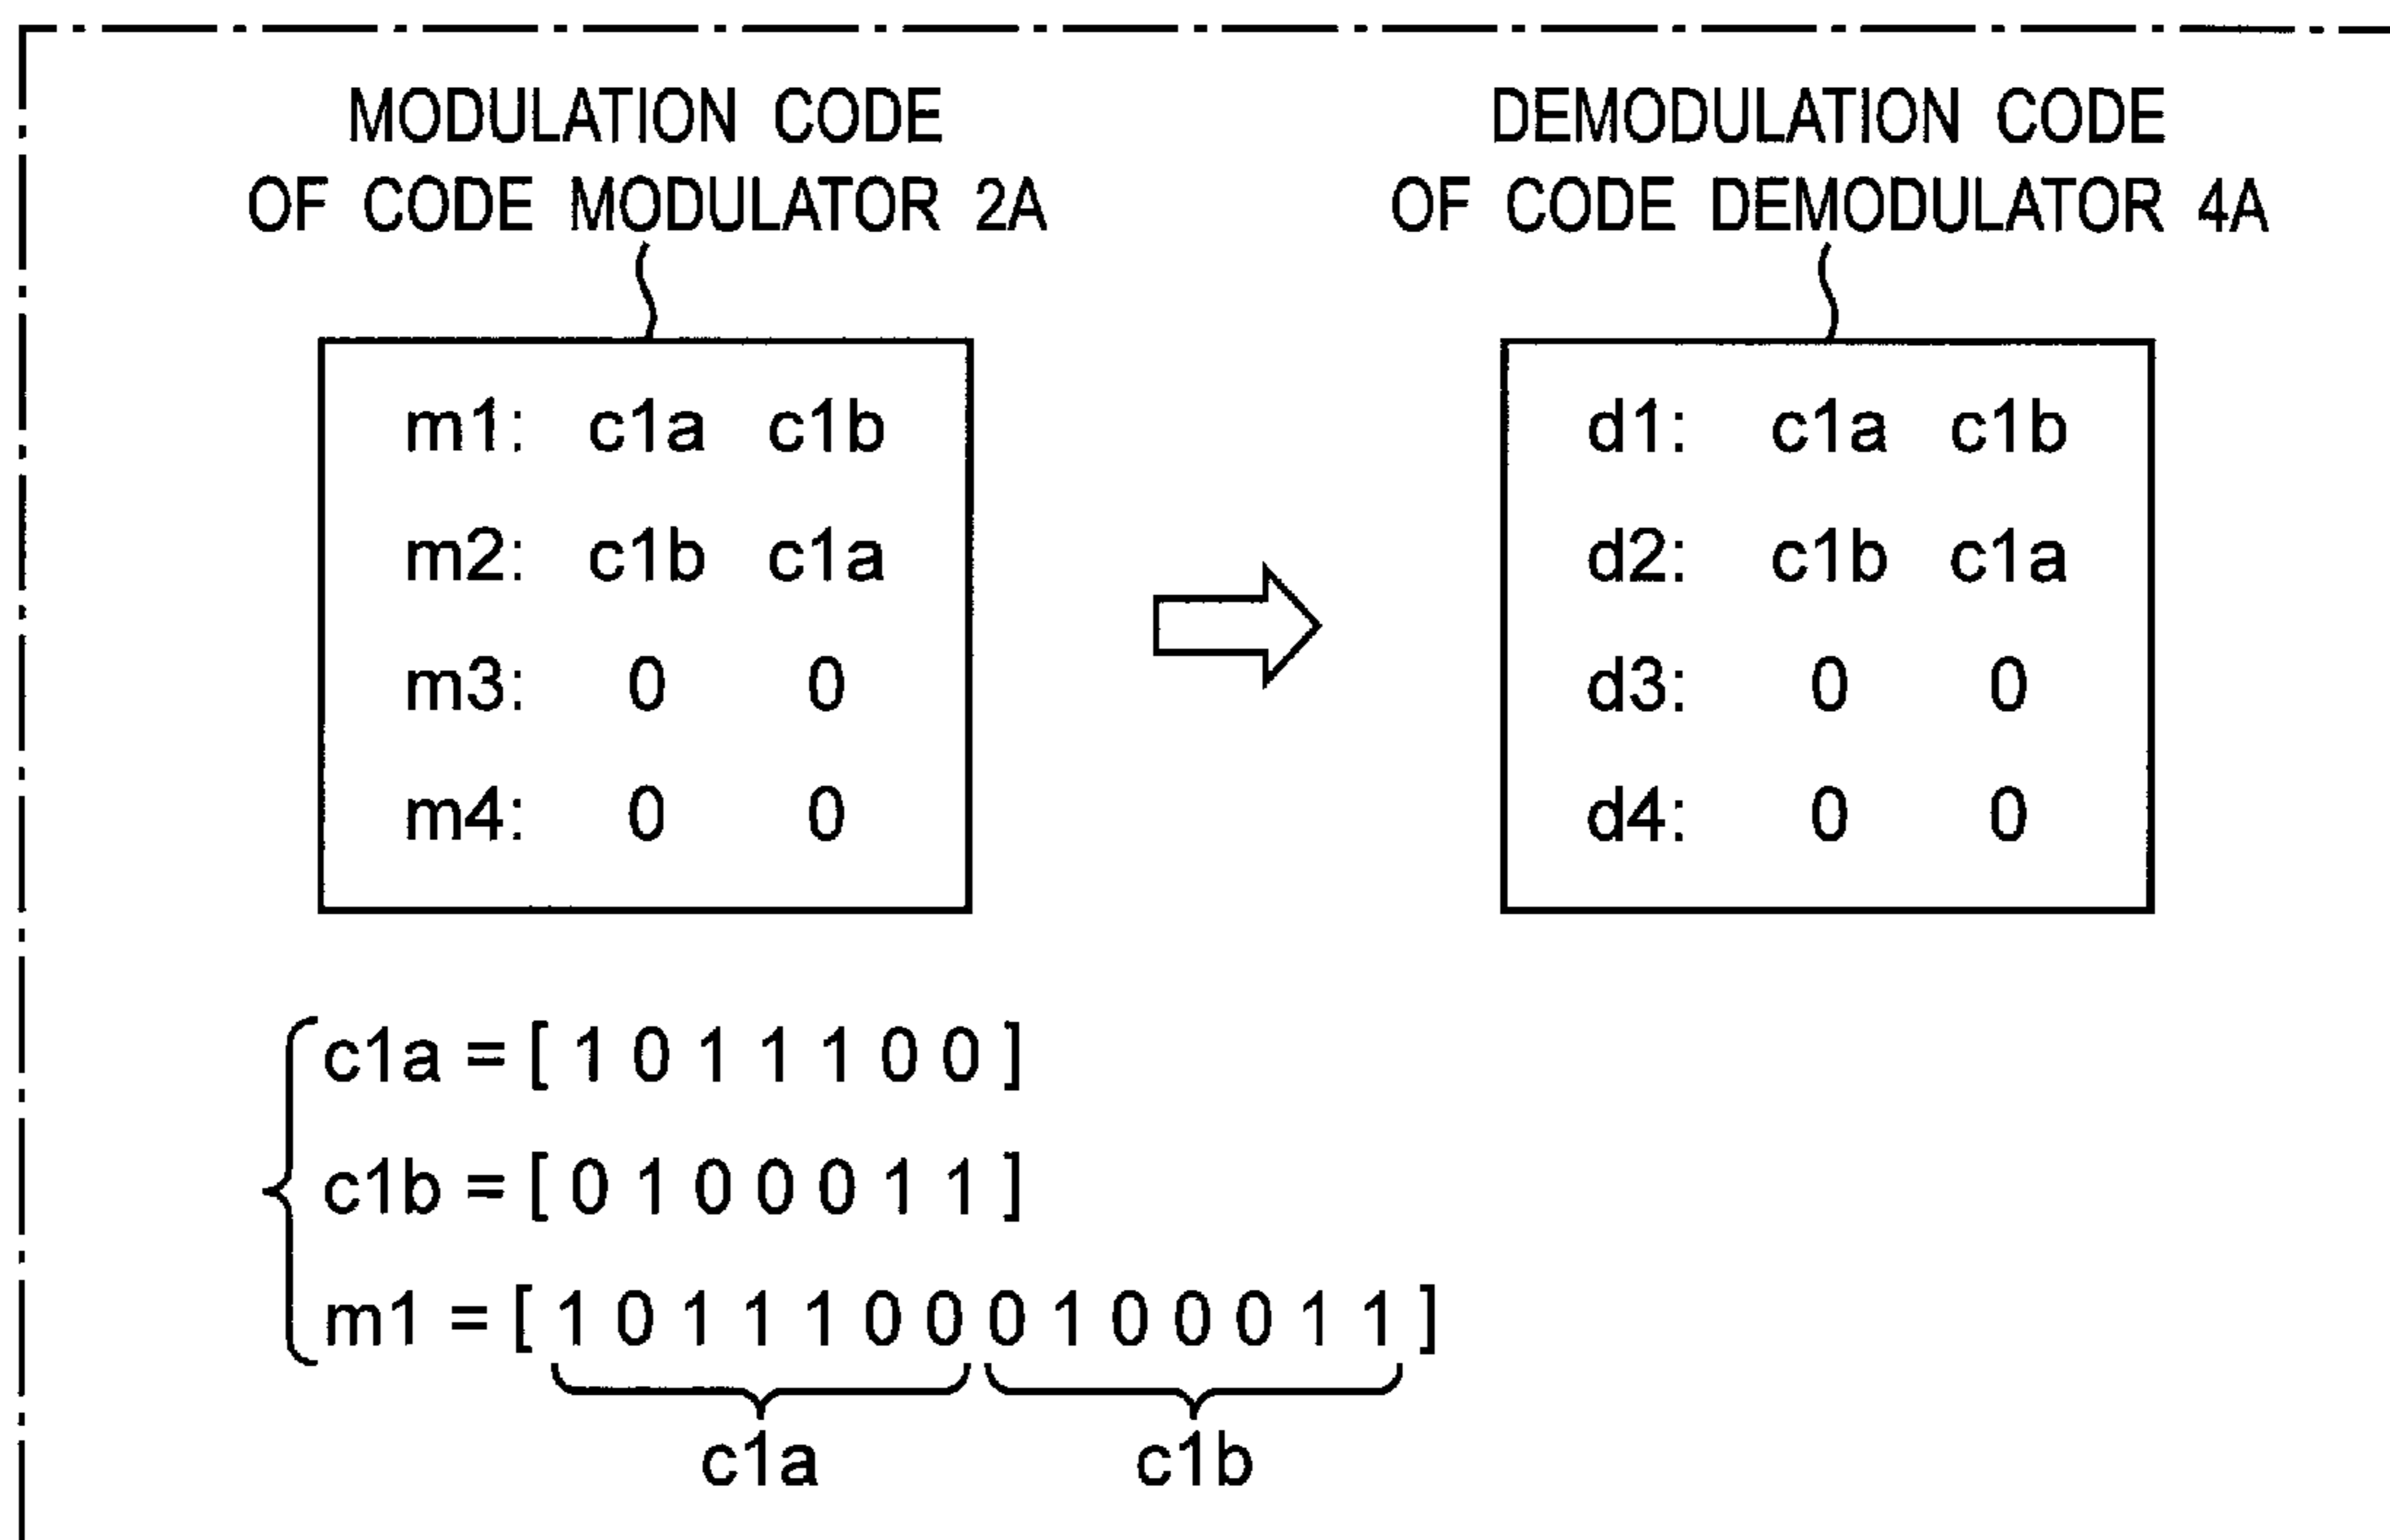 MODULATION CODE
OF CODE MODULATOR 2A
DEMODULATION CODE
OF CODE DEMODULATOR 4A
m1: c1a c1b
m2: c1b c1a
m3: 0 0
m4: 0 0
d1: c1a c1b
d2: c1b c1a
d3: 0 0
d4: 0 0
c1a = [ 1 0 1 1 1 0 0 ]
c1b = [ 0 1 0 0 0 1 1 ]
m1 = [ 1 0 1 1 1 0 0 0 1 0 0 0 1 1 ]
c1a c1b